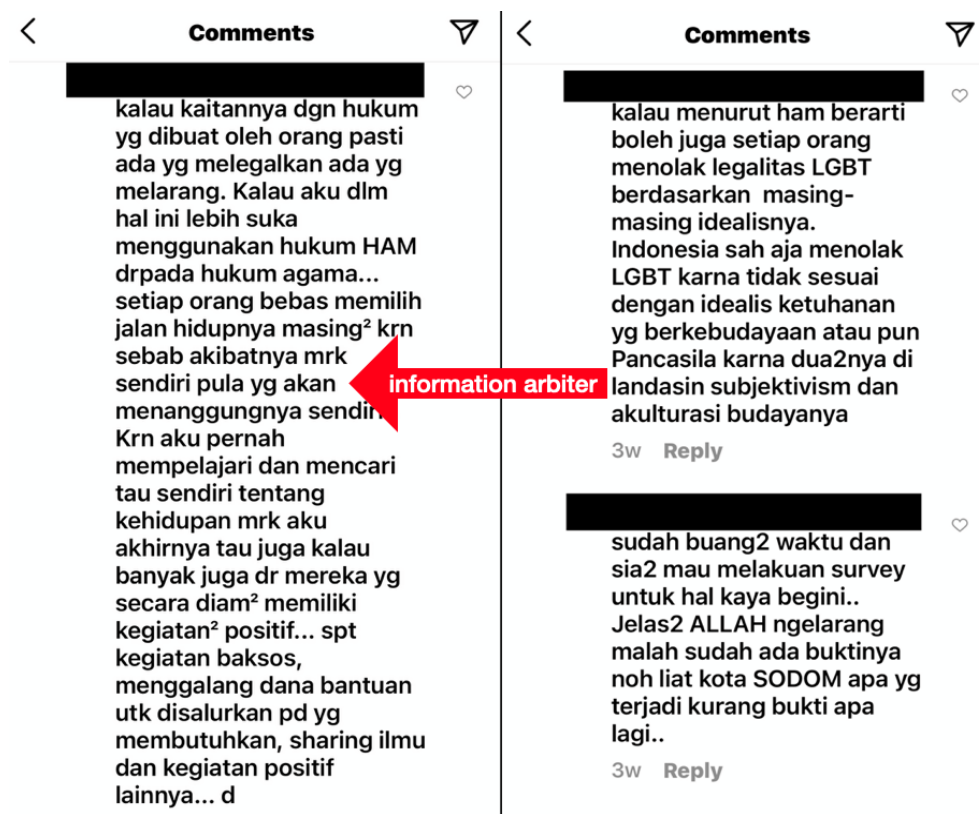 Comments
kalau kaitannya dgn hukum
yg dibuat oleh orang pasti
ada yg melegalkan ada yg
melarang. Kalau aku dlm
hal ini lebih suka
menggunakan hukum HAM
drpada hukum agama...
setiap orang bebas memilih
jalan hidupnya masing² krn
sebab akibatnya mrk
sendiri pula yg akan
menanggungnya
Krn aku pernah
mempelajari dan mencari
tau sendiri tentang
kehidupan mrk aku
akhirnya tau juga kalau
banyak juga dr mereka yg
secara diam² memiliki
kegiatan² positif... spt
kegiatan baksos,
menggalang dana bantuan
utk disalurkan pd yg
membutuhkan, sharing ilmu
dan kegiatan positif
lainnya... d
information arbiter
Comments
kalau menurut ham berarti
boleh juga setiap orang
menolak legalitas LGBT
berdasarkan masing-
masing idealisnya.
Indonesia sah aja menolak
LGBT karna tidak sesuai
dengan idealis ketuhanan
yg berkebudayaan atau pun
Pancasila karna dua2nya di
landasin subjektivism dan
akulturasi budayanya
3w Reply
sudah buang2 waktu dan
sia2 mau melakuan survey
untuk hal kaya begini..
Jelas2 ALLAH ngelarang
malah sudah ada buktinya
noh liat kota SODOM apa yg
terjadi kurang bukti apa
lagi..
3w Reply